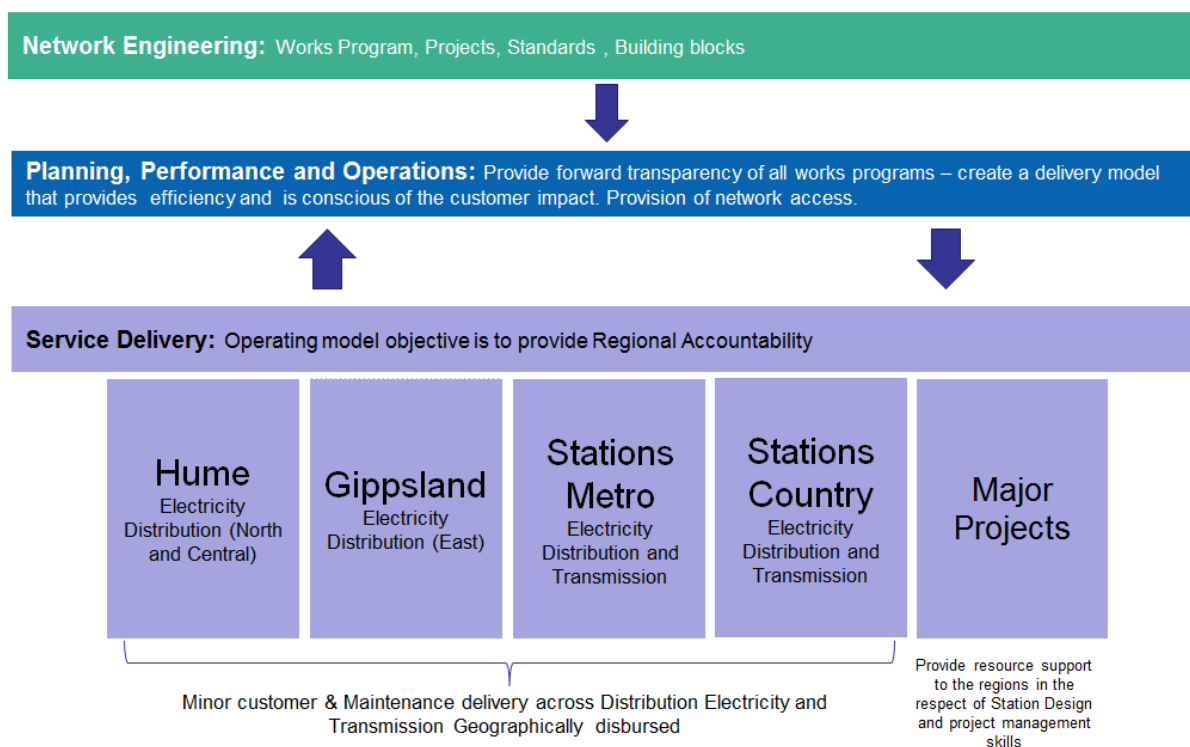 Network Engineering: Works Program, Projects, Standards , Building blocks
Planning, Performance and Operations: Provide forward transparency of all works programs – create a delivery model
that provides efficiency and is conscious of the customer impact. Provision of network access.
Service Delivery: Operating model objective is to provide Regional Accountability
Hume
Electricity
Distribution (North
and Central)
Gippsland
Electricity
Distribution (East)
Stations
Metro
Electricity
Distribution and
Transmission
Stations
Country
Electricity
Distribution and
Transmission
Major
Projects
Minor customer & Maintenance delivery across Distribution Electricity and
Transmission Geographically disbursed
Provide resource support
to the regions in the
respect of Station Design
and project management
skills